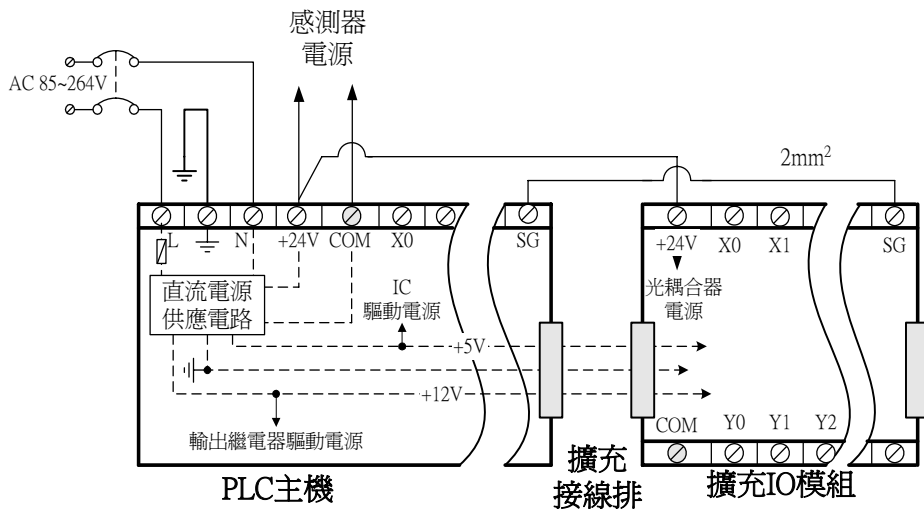 感測器
電源
AC 85~264V
2mm²
L
N
+24V
COM
X0
SG
+24V
X0
X1
SG
直流電源
供應電路
IC
驅動電源
光耦合器
電源
+5V
+12V
輸出繼電器驅動電源
COM
Y0
Y1
Y2
PLC主機
擴充
接線排
擴充IO模組